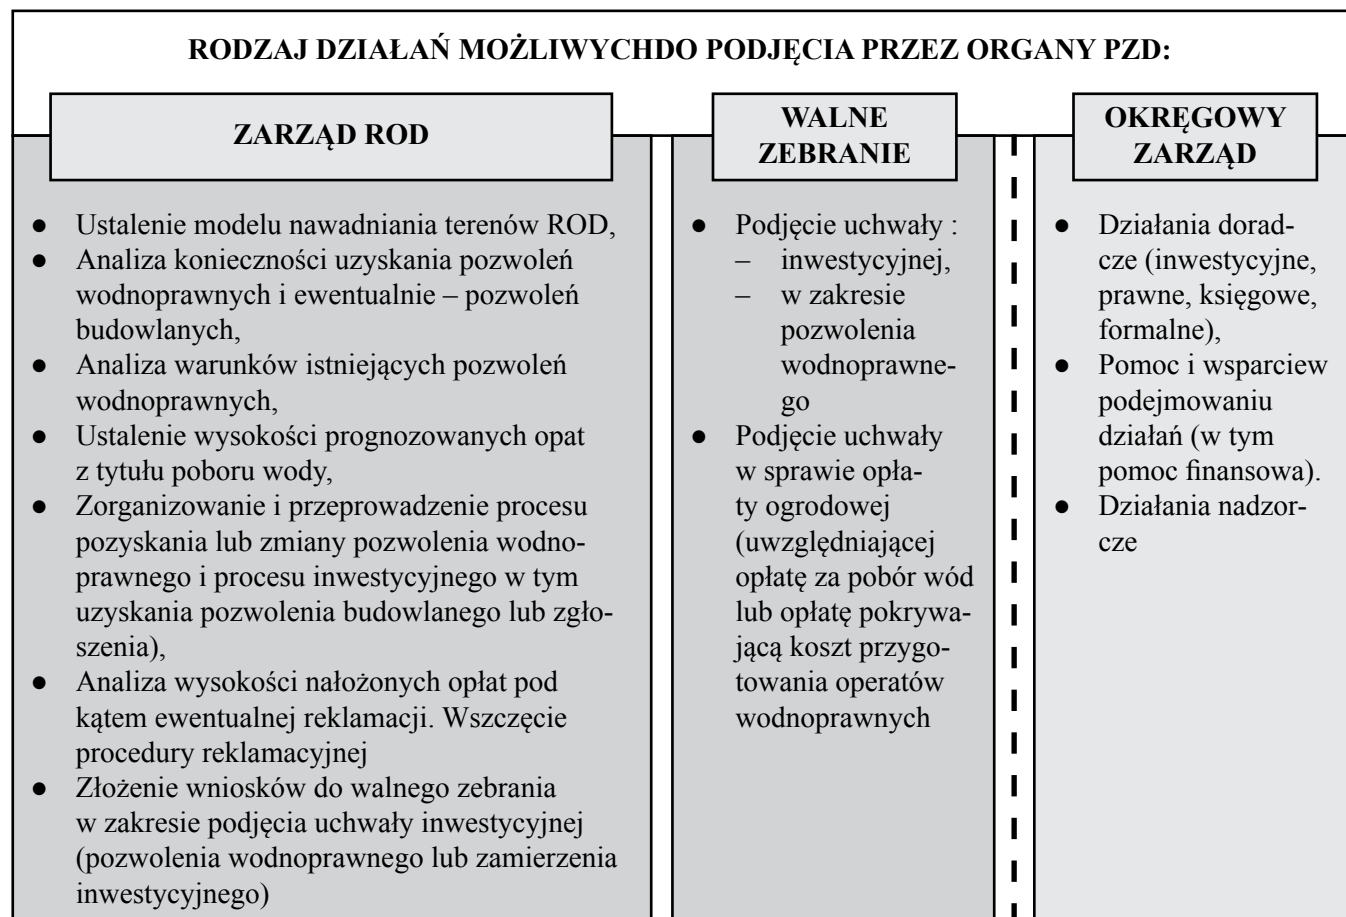 RODZAJ DZIAŁAŃ MOŻLIWYCHDO PODJĘCIA PRZEZ ORGANY PZD:
ZARZĄD ROD
● Ustalenie modelu nawadniania terenów ROD,
● Analiza konieczności uzyskania pozwoleń
wodnoprawnych i ewentualnie – pozwoleń
budowlanych,
● Analiza warunków istniejących pozwoleń
wodnoprawnych,
● Ustalenie wysokości prognozowanych opat
z tytułu poboru wody,
● Zorganizowanie i przeprowadzenie procesu
pozyskania lub zmiany pozwolenia wodno-
prawnego i procesu inwestycyjnego w tym
uzyskania pozwolenia budowlanego lub zgło-
szenia),
● Analiza wysokości nałożonych opłat pod
kątem ewentualnej reklamacji. Wszczęcie
procedury reklamacyjnej
● Złożenie wniosków do walnego zebrania
w zakresie podjęcia uchwały inwestycyjnej
(pozwolenia wodnoprawnego lub zamierzenia
inwestycyjnego)
WALNE
ZEBRANIE
● Podjęcie uchwały :
– inwestycyjnej,
– w zakresie
pozwolenia
wodnoprawne-
go
● Podjęcie uchwały
w sprawie opła-
ty ogrodowej
(uwzględniającej
opłatę za pobór wód
lub opłatę pokrywa-
jącą koszt przygo-
towania operatów
wodnoprawnych
OKRĘGOWY
ZARZĄD
● Działania dorad-
cze (inwestycyjne,
prawne, księgowe,
formalne),
● Pomoc i wsparciew
podejmowaniu
działań (w tym
pomoc finansowa).
● Działania nadzor-
cze